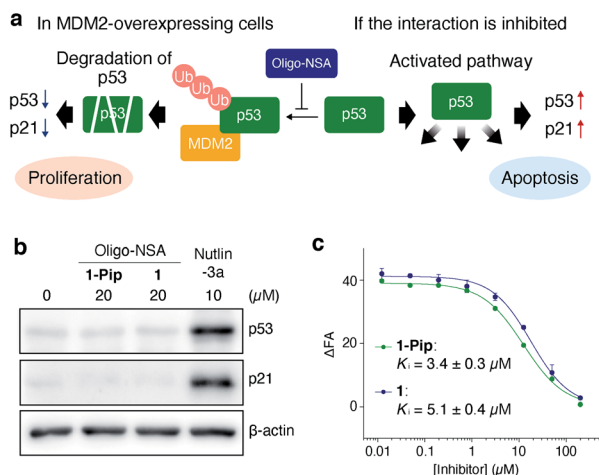 a
In MDM2-overexpressing cells
If the interaction is inhibited
Degradation of
p53
Oligo-NSA
Activated pathway
Ub
Ub
Ub
p53 ↓
p21 ↓
p53
p53
MDM2
p53
p53
p53 ↑
p21 ↑
Proliferation
Apoptosis
b
Oligo-NSA
Nutlin
-3a
1-Pip
1
0
20
20
10
(µM)
p53
p21
β-actin
c
ΔFA
40
20
0
1-Pip:
Ki = 3.4 ± 0.3 µM
1:
Ki = 5.1 ± 0.4 µM
0.01
0.1
1
10
100
[Inhibitor] (µM)